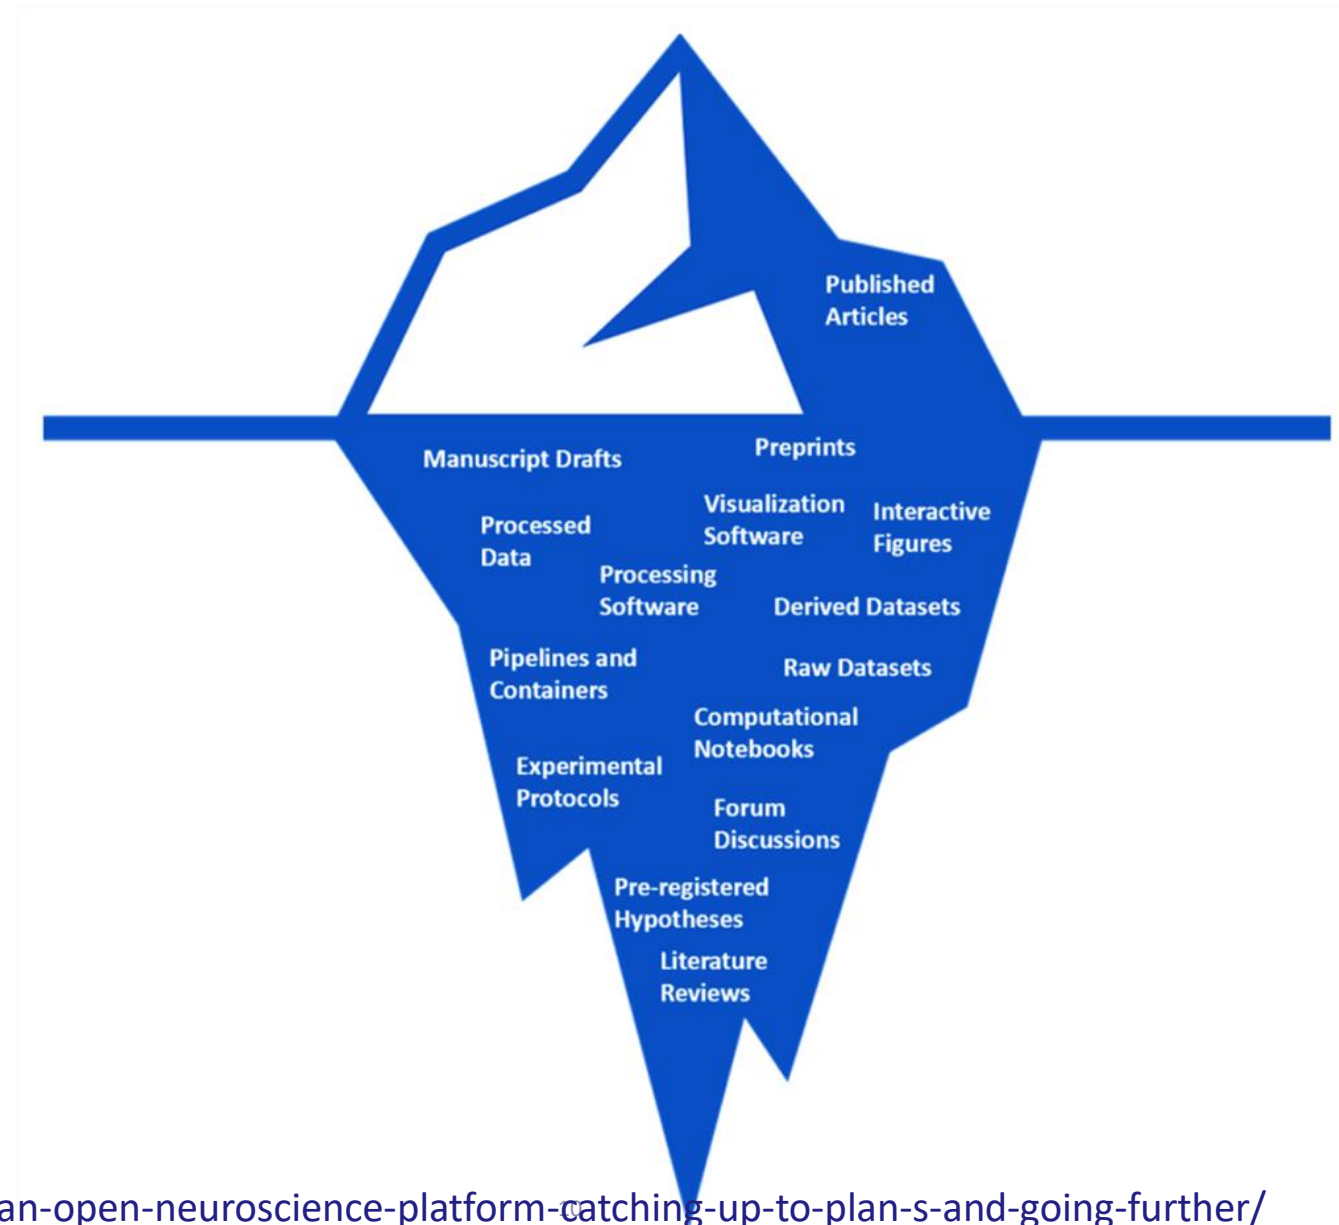 Published
Articles
Manuscript Drafts
Preprints
Visualization
Software
Interactive
Figures
Processed
Data
Processing
Software
Derived Datasets
Pipelines and
Containers
Raw Datasets
Computational
Notebooks
Experimental
Protocols
Forum
Discussions
Pre-registered
Hypotheses
Literature
Reviews
an-open-neuroscience-platform-catching-up-to-plan-s-and-going-further/
10